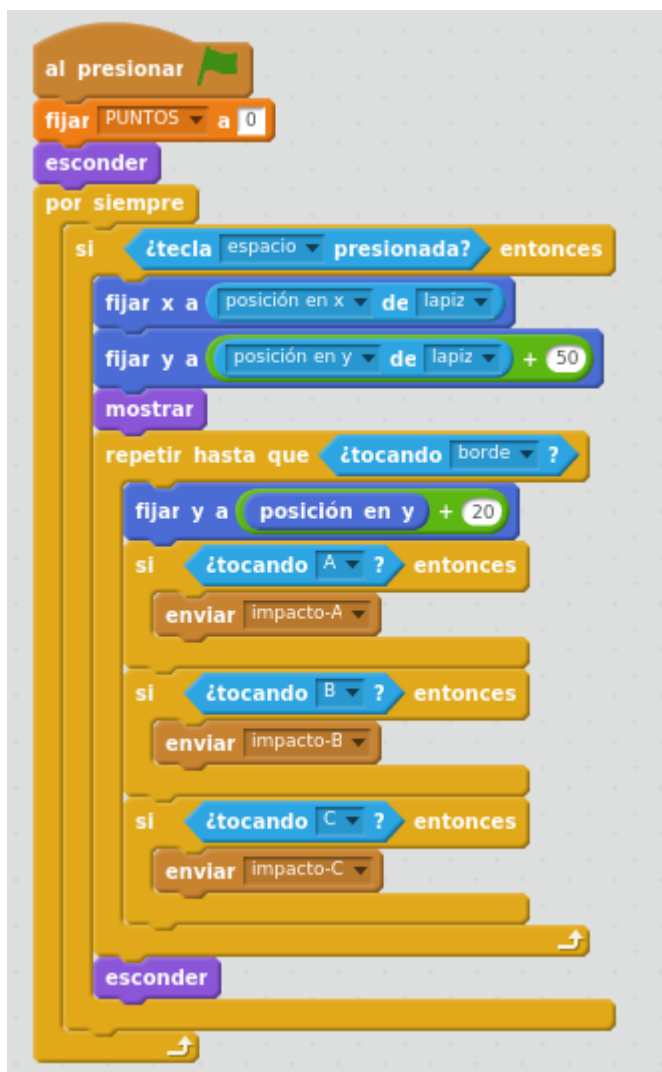 al presionar
fijar PUNTOS a 0
esconder
por siempre
si ¿tecla espacio presionada? entonces
fijar x a posición en x de lapiz
fijar y a posición en y de lapiz + 50
mostrar
repetir hasta que ¿tocando borde ?
fijar y a posición en y + 20
si ¿tocando A ? entonces
enviar impacto-A
si ¿tocando B ? entonces
enviar impacto-B
si ¿tocando C ? entonces
enviar impacto-C
esconder